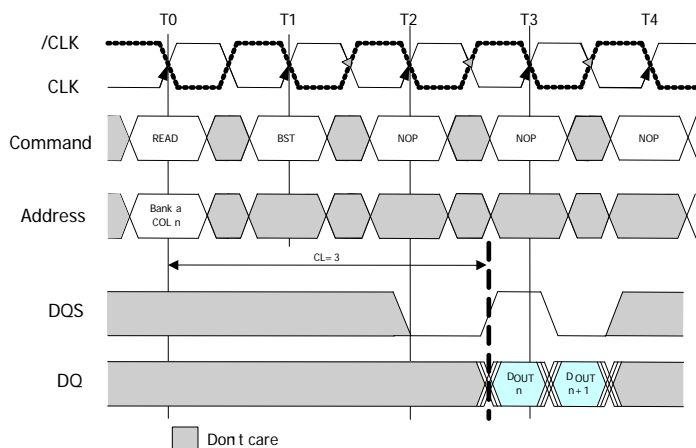 T0 T1 T2 T3 T4
/CLK
CLK
Command READ BST NOP NOP NOP
Address Bank a
COL n
CL= 3
DQS
DQ DOUT n DOUT n+1
Don't care